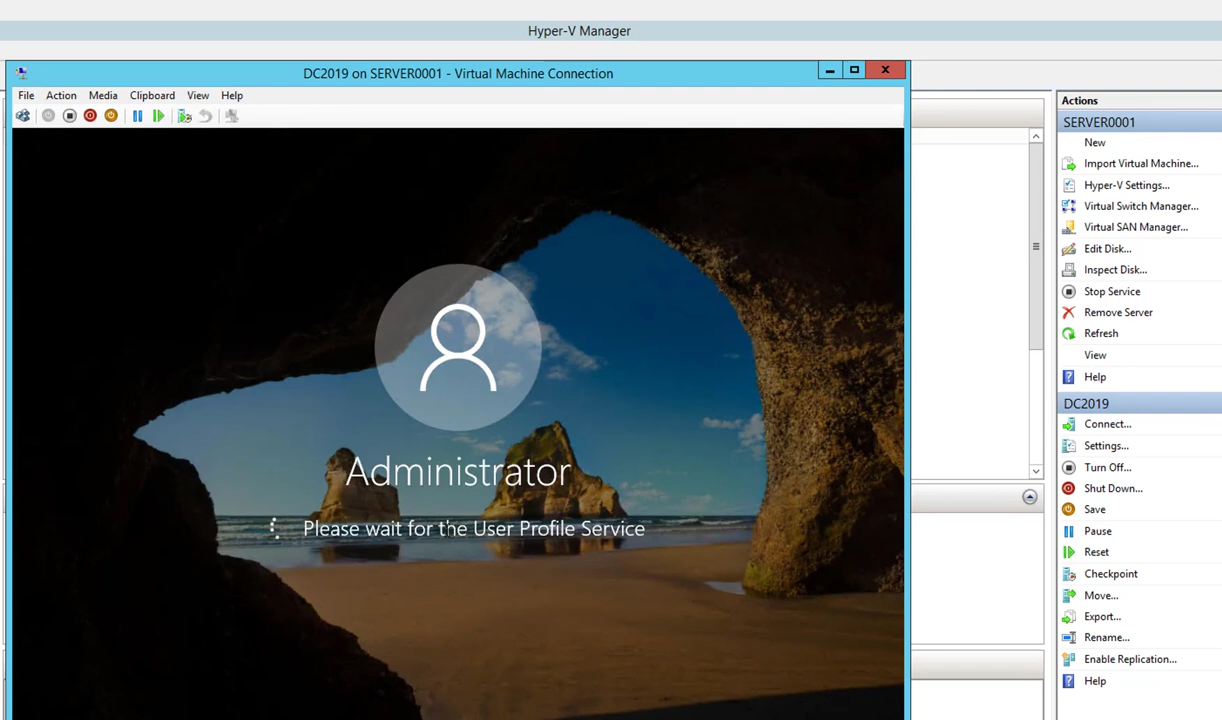 Hyper-V Manager
DC2019 on SERVER0001 - Virtual Machine Connection
File Action Media Clipboard View Help
Administrator
Please wait for the User Profile Service
Actions
SERVER0001
New
Import Virtual Machine...
Hyper-V Settings...
Virtual Switch Manager...
Virtual SAN Manager...
Edit Disk...
Inspect Disk...
Stop Service
Remove Server
Refresh
View
Help
DC2019
Connect...
Settings...
Turn Off...
Shut Down...
Save
Pause
Reset
Checkpoint
Move...
Export...
Rename...
Enable Replication...
Help